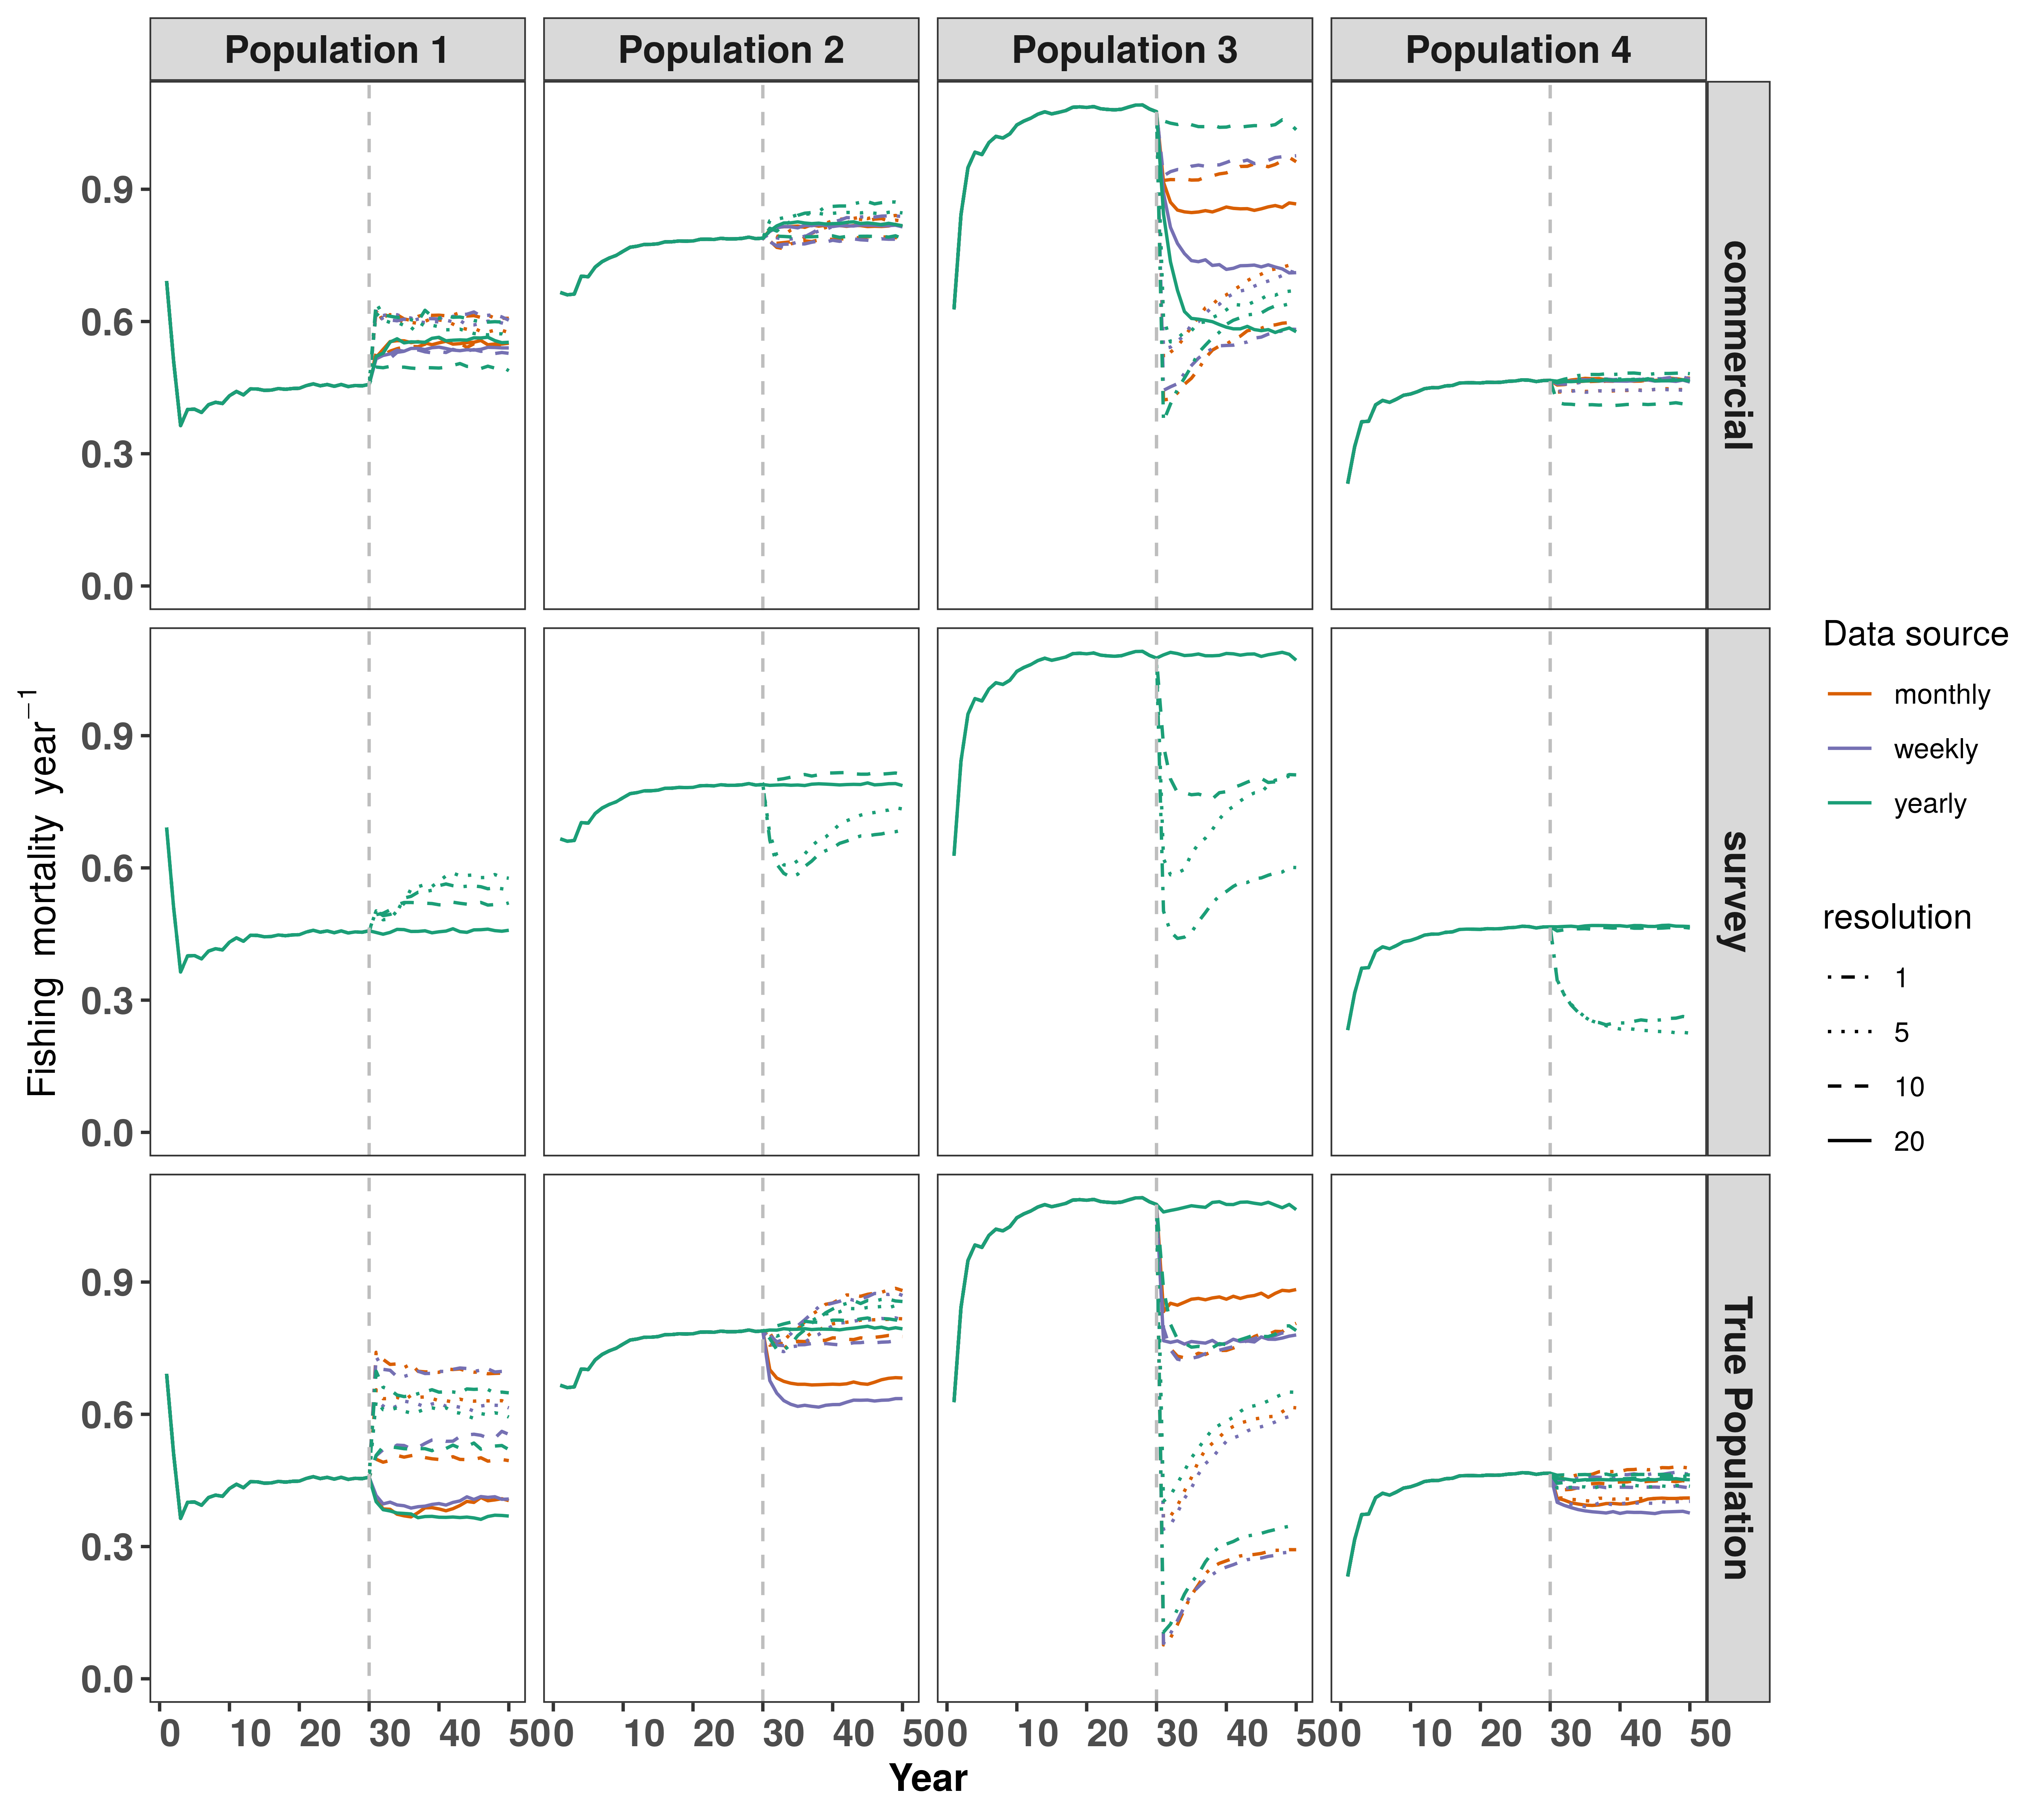 Population 1 Population 2 Population 3 Population 4
0.9
0.6
0.3
0.0
commercial
0.9
0.6
0.3
0.0
survey
0.9
0.6
0.3
0.0
True Population
Fishing mortality year−1
0 10 20 30 40 50 0 10 20 30 40 50 0 10 20 30 40 50 0 10 20 30 40 50
Year
Data source
monthly
weekly
yearly
resolution
1
5
10
20